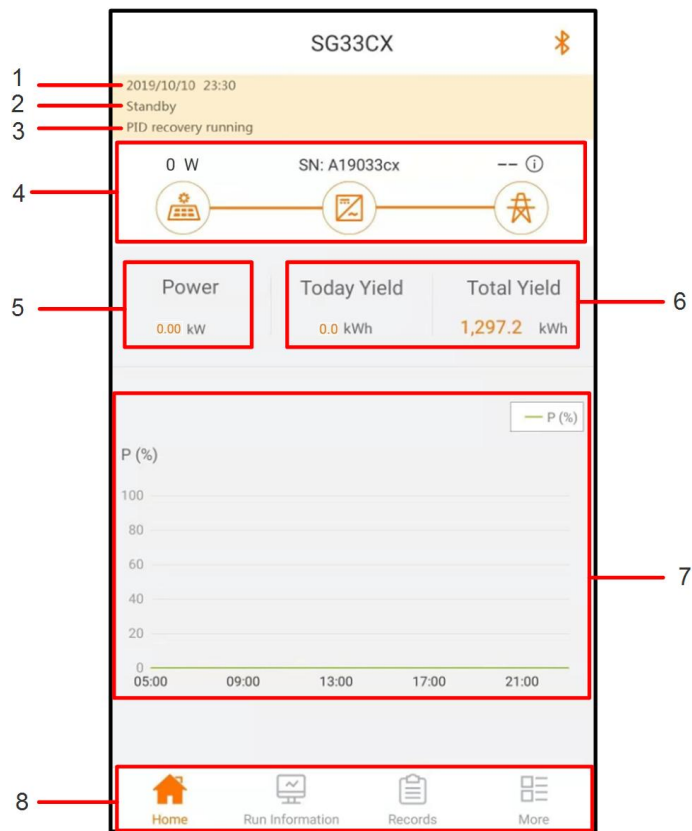 SG33CX
1
2019/10/10 23:30
2
Standby
3
PID recovery running
0 W SN: A19033cx -- i
4
Power Today Yield Total Yield
5
6
0.00 kW 0.0 kWh 1,297.2 kWh
P (%)
P (%)
100
80
60
7
40
20
0
05:00 09:00 13:00 17:00 21:00
8
Home Run Information Records More